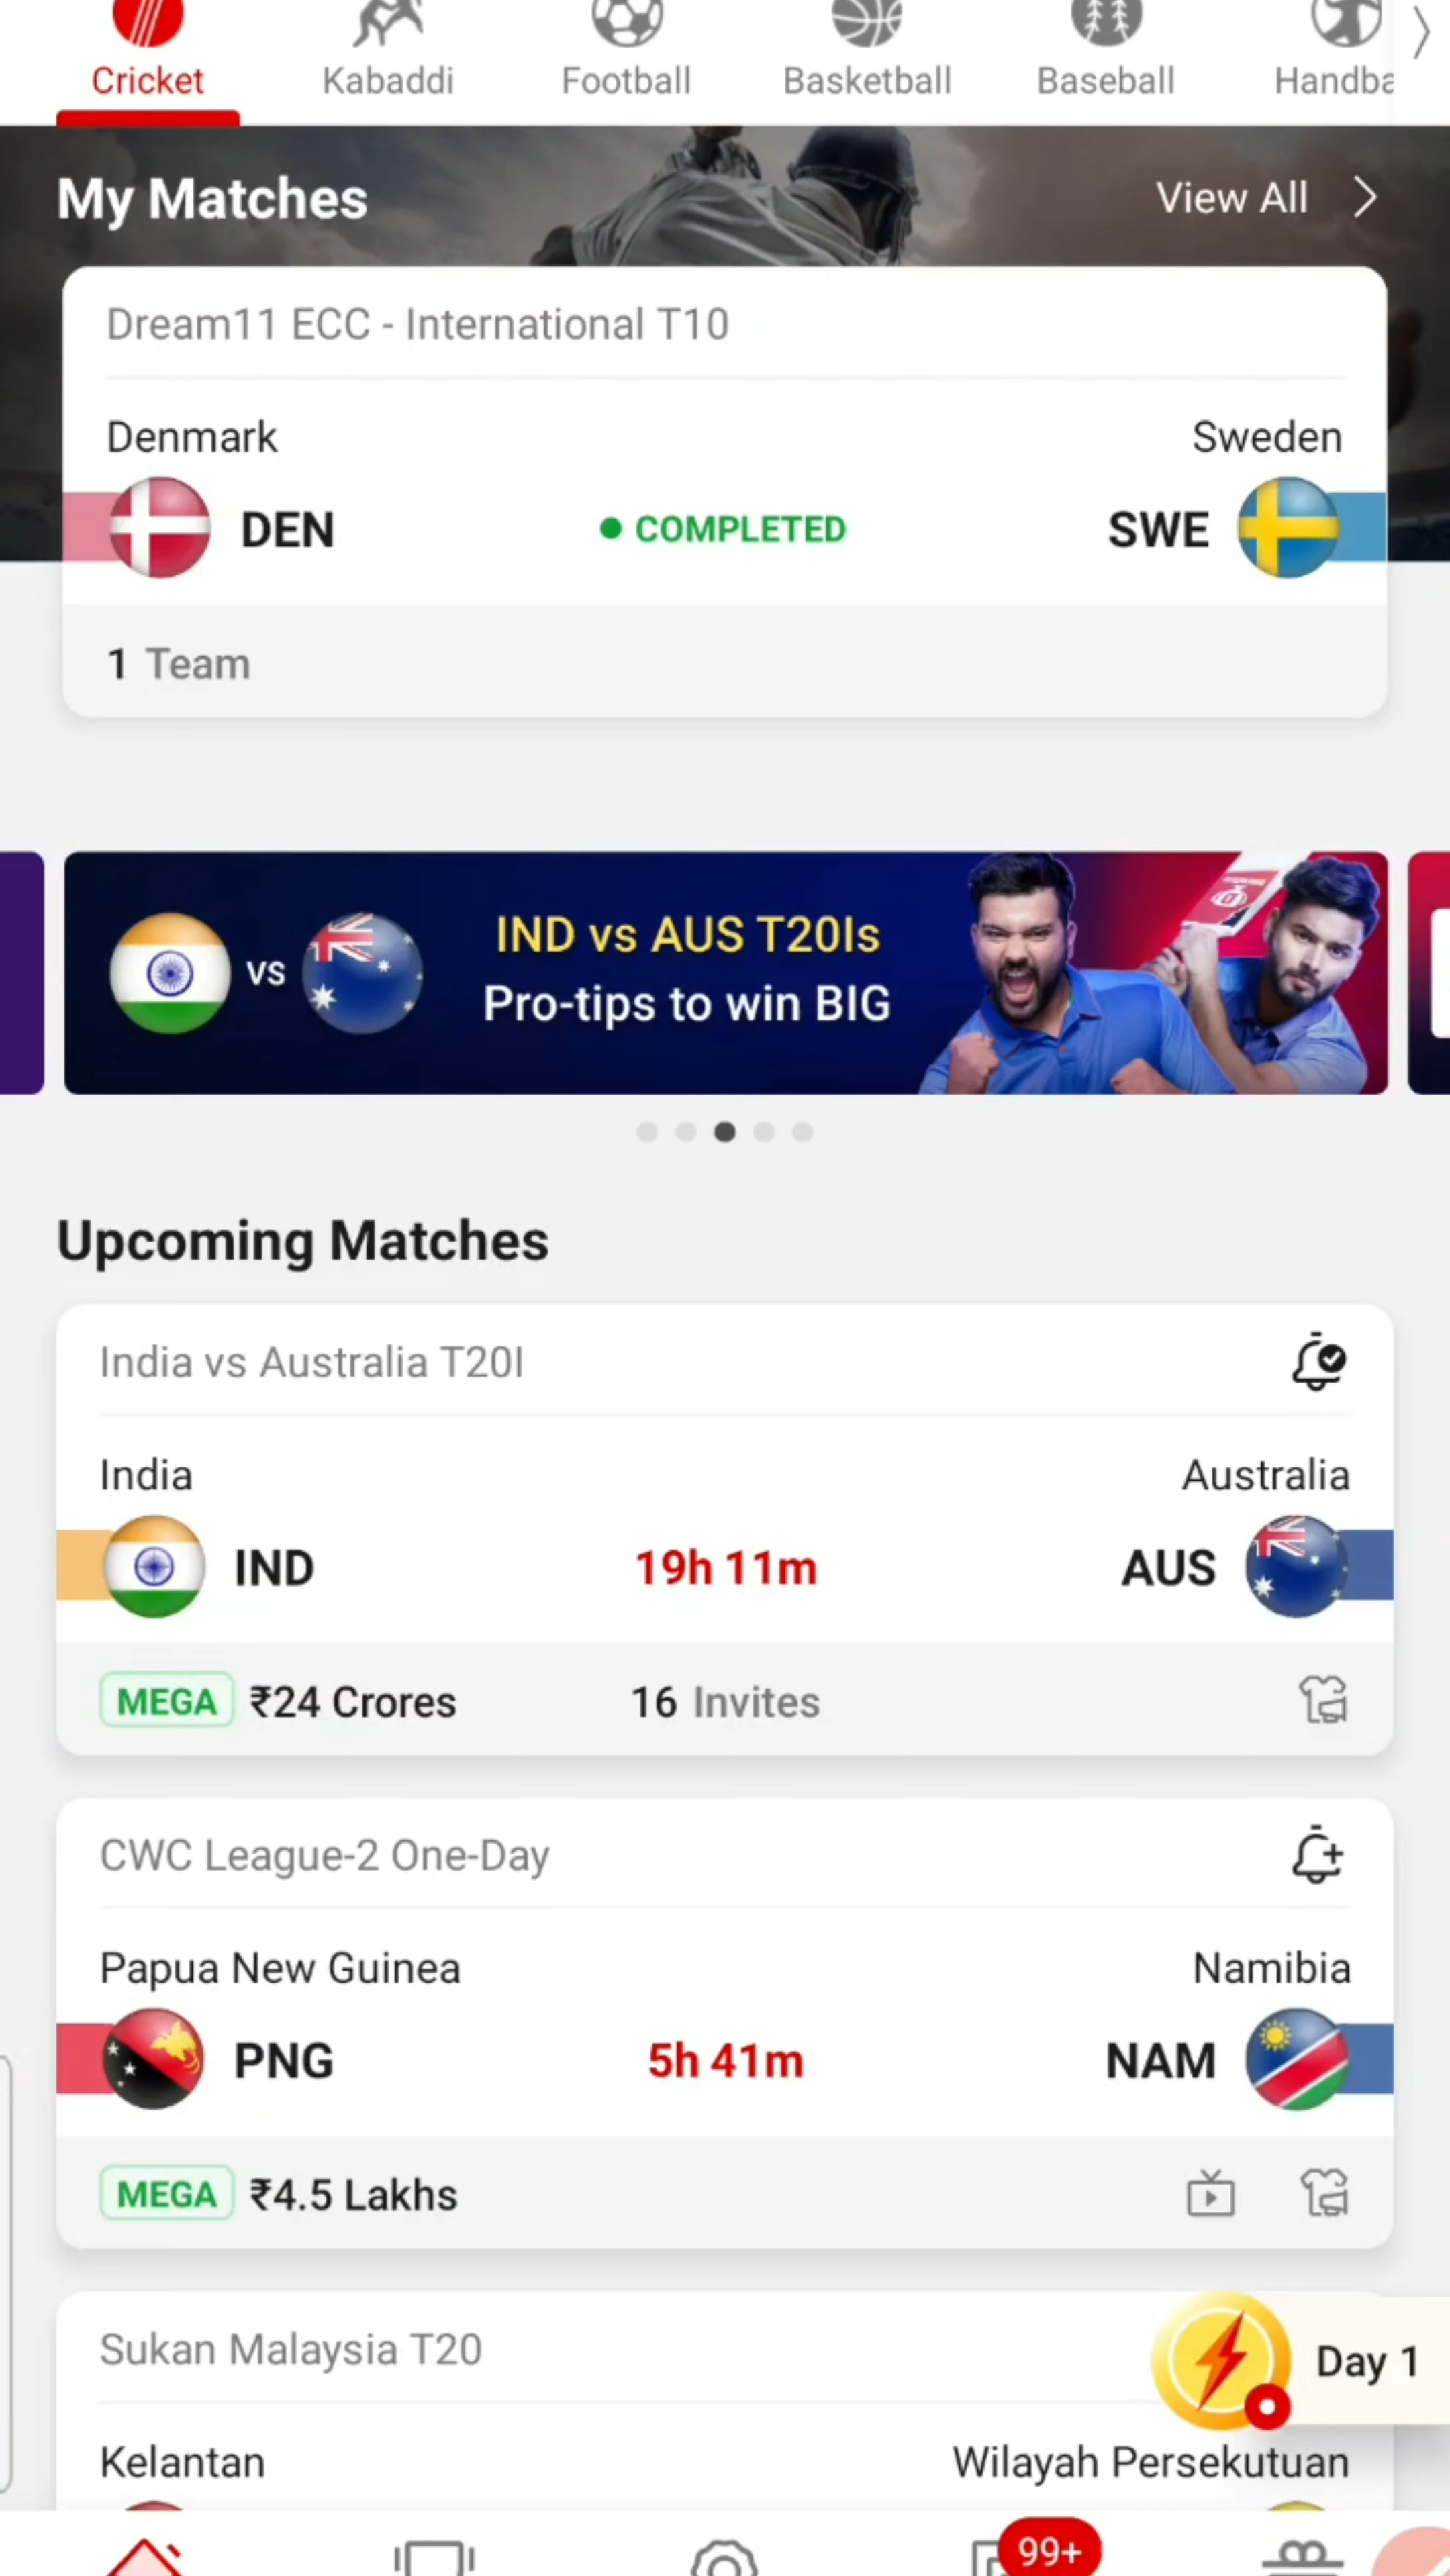 Cricket
Kabaddi
Football
Basketball
Baseball
Handba
My Matches
View All
Dream11 ECC - International T10
Denmark
Sweden
DEN
COMPLETED
SWE
1 Team
VS
IND vs AUS T20Is
Pro-tips to win BIG
Upcoming Matches
India vs Australia T20I
India
Australia
IND
19h 11m
AUS
MEGA ₹24 Crores
16 Invites
CWC League-2 One-Day
Papua New Guinea
Namibia
PNG
5h 41m
NAM
MEGA ₹4.5 Lakhs
Sukan Malaysia T20
Day 1
Kelantan
Wilayah Persekutuan
99+